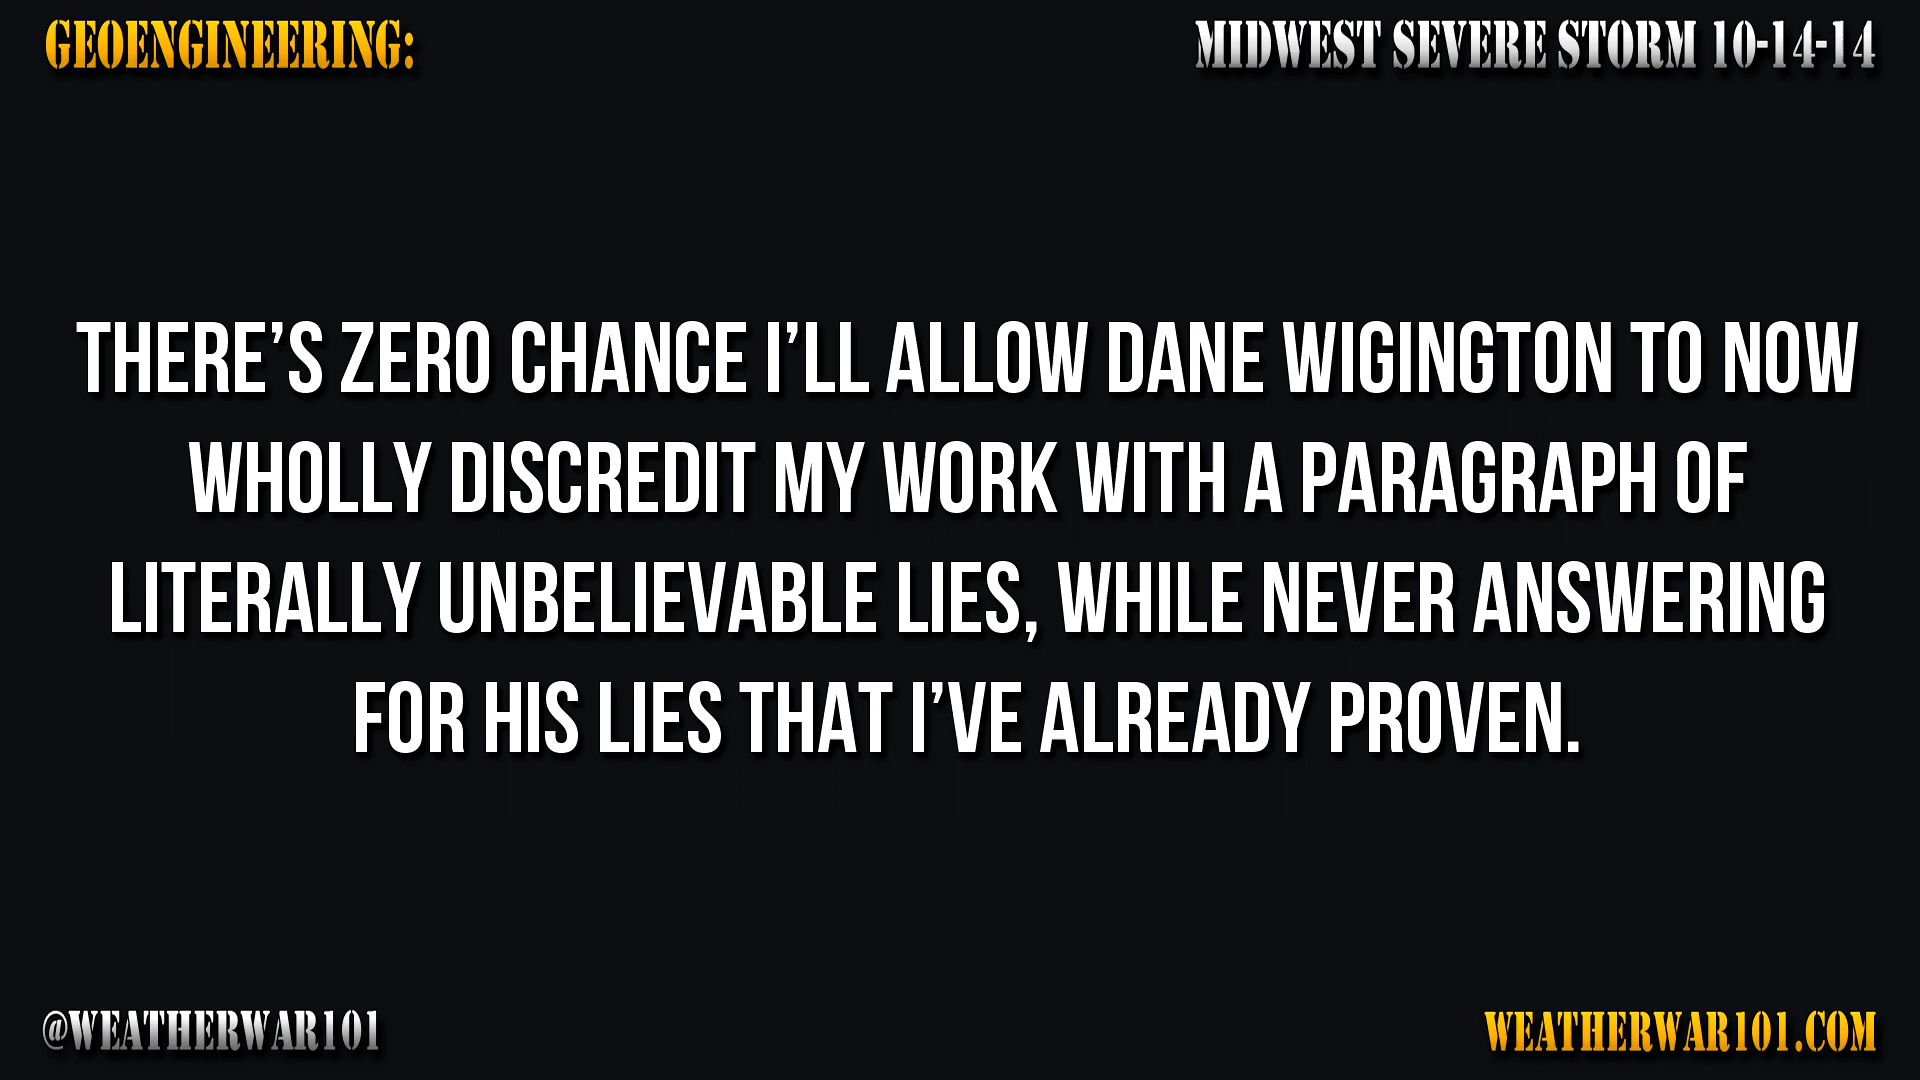 GEOENGINEERING:
MIDWEST SEVERE STORM 10-14-14
THERE’S ZERO CHANCE I’LL ALLOW DANE WIGINGTON TO NOW
WHOLLY DISCREDIT MY WORK WITH A PARAGRAPH OF
LITERALLY UNBELIEVABLE LIES, WHILE NEVER ANSWERING
FOR HIS LIES THAT I’VE ALREADY PROVEN.
@WEATHERWAR101
WEATHERWAR101.COM